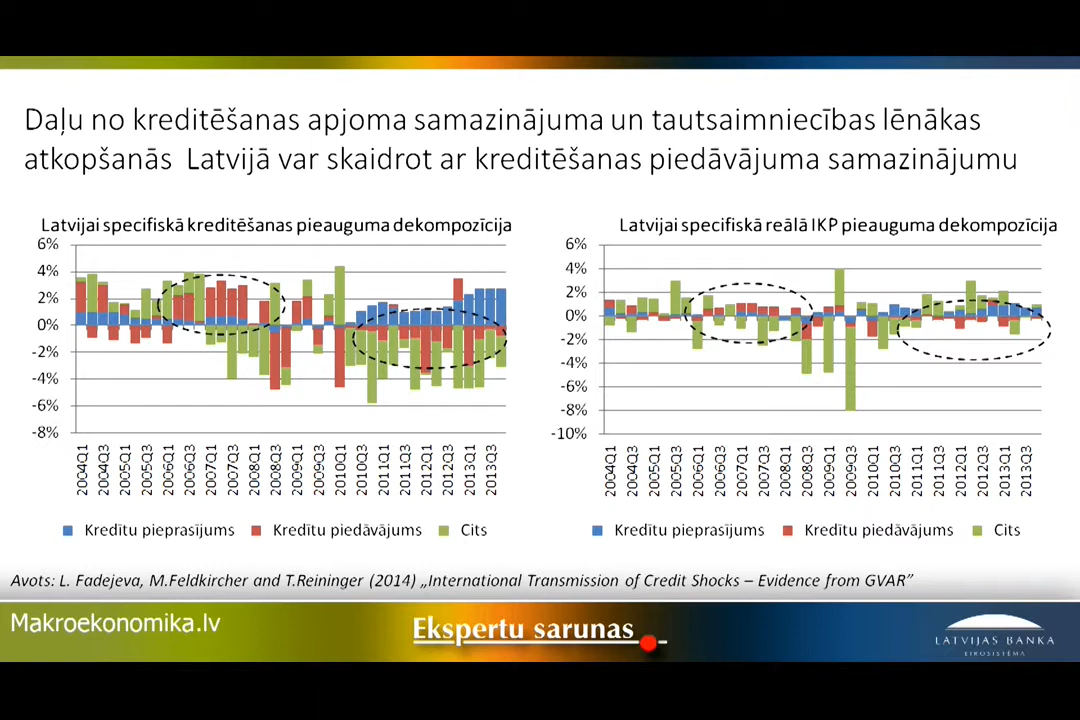 Daļu no kreditēšanas apjoma samazinājuma un tautsaimniecības lēnākas
atkopšanās Latvijā var skaidrot ar kreditēšanas piedāvājuma samazinājumu
Latvijai specifiskā kreditēšanas pieauguma dekompozīcija
6%
4%
2%
0%
-2%
-4%
-6%
-8%
2004Q1
2004Q3
2005Q1
2005Q3
2006Q1
2006Q3
2007Q1
2007Q3
2008Q1
2008Q3
2009Q1
2009Q3
2010Q1
2010Q3
2011Q1
2011Q3
2012Q1
2012Q3
2013Q1
2013Q3
Kredītu pieprasījums
Kredītu piedāvājums
Cits
Latvijai specifiskā reālā IKP pieauguma dekompozīcija
6%
4%
2%
0%
-2%
-4%
-6%
-8%
-10%
2004Q1
2004Q3
2005Q1
2005Q3
2006Q1
2006Q3
2007Q1
2007Q3
2008Q1
2008Q3
2009Q1
2009Q3
2010Q1
2010Q3
2011Q1
2011Q3
2012Q1
2012Q3
2013Q1
2013Q3
Kredītu pieprasījums
Kredītu piedāvājums
Cits
Avots: L. Fadejeva, M.Feldkircher and T.Reininger (2014) „International Transmission of Credit Shocks – Evidence from GVAR”
Makroekonomika.lv
Ekspertu sarunas
LATVIJAS BANKA
EIROSISTĒMA